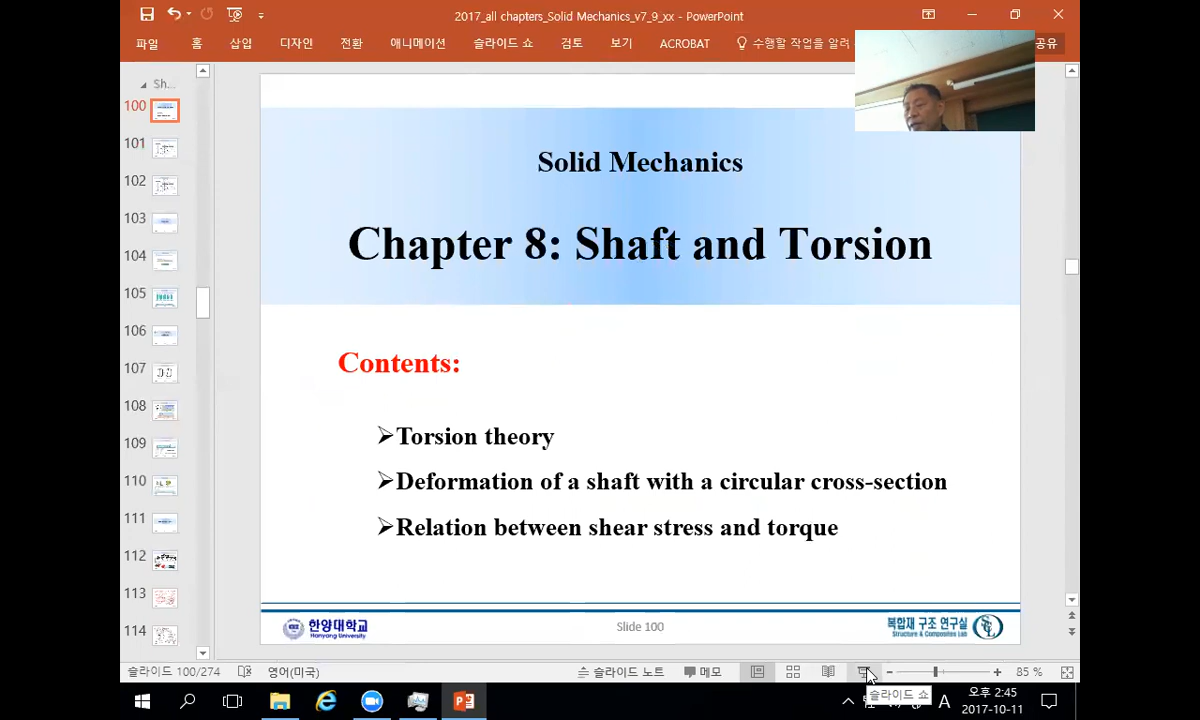 2017_all chapters_Solid Mechanics_v7_9_xx - PowerPoint
파일 홈 삽입 디자인 전환 애니메이션 슬라이드 쇼 검토 보기 ACROBAT 수행할 작업을 알려 공유
Sh...
100
101
102
103
104
105
106
107
108
109
110
111
112
113
114
Solid Mechanics
Chapter 8: Shaft and Torsion
Contents:
➢Torsion theory
➢Deformation of a shaft with a circular cross-section
➢Relation between shear stress and torque
한양대학교
Hanyang University
Slide 100
복합재 구조 연구실
Structure & Composites Lab
슬라이드 100/274 영어(미국) 슬라이드 노트 메모 85 %
슬라이드 쇼
A
오후 2:45
2017-10-11